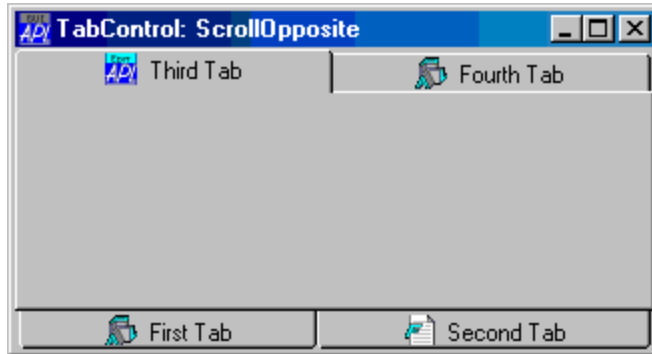 TabControl: ScrollOpposite
Third Tab
Fourth Tab
First Tab
Second Tab